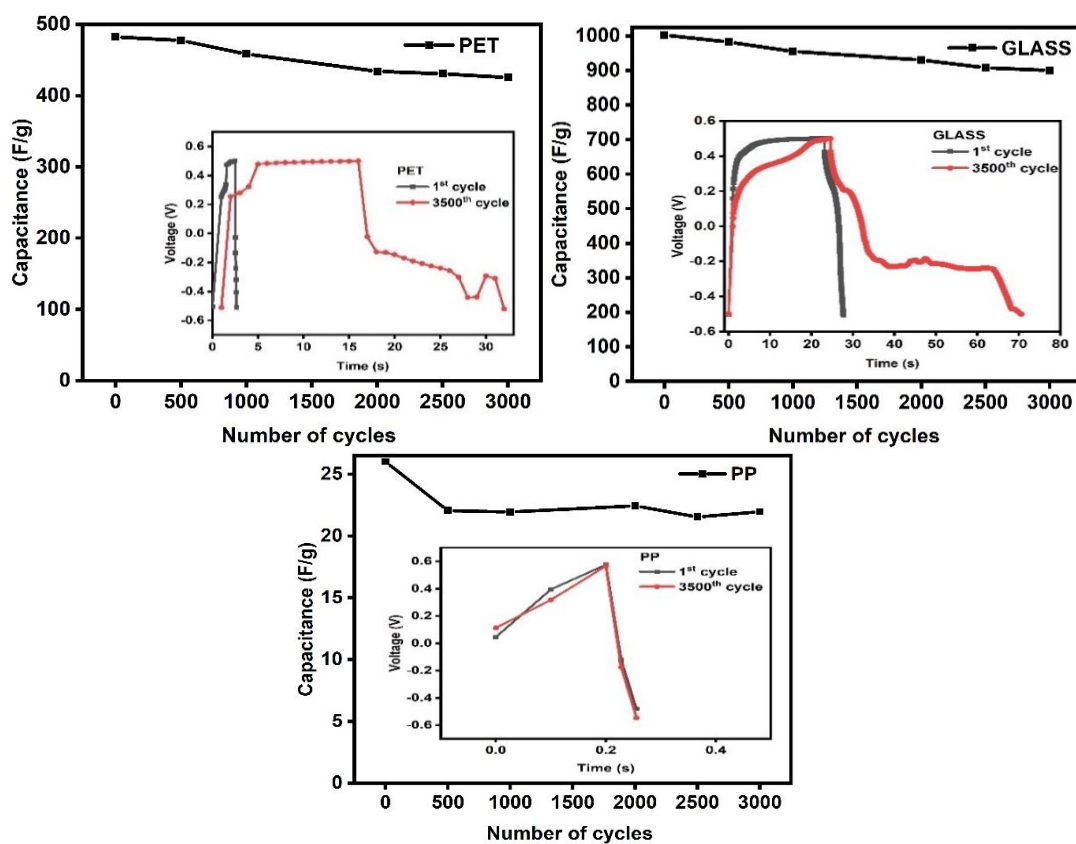 500
400
300
200
100
0
Capacitance (F/g)
PET
0.6
0.4
0.2
0.0
-0.2
-0.4
-0.6
Voltage (V)
PET
1st cycle
3500th cycle
0 5 10 15 20 25 30
Time (s)
0 500 1000 1500 2000 2500 3000
Number of cycles
1000
900
800
700
600
500
400
300
200
100
0
Capacitance (F/g)
GLASS
0.6
0.4
0.2
0.0
-0.2
-0.4
-0.6
Voltage (V)
GLASS
1st cycle
3500th cycle
0 10 20 30 40 50 60 70 80
Time (s)
0 500 1000 1500 2000 2500 3000
Number of cycles
25
20
15
10
5
0
Capacitance (F/g)
PP
0.6
0.4
0.2
0.0
-0.2
-0.4
-0.6
Voltage (V)
PP
1st cycle
3500th cycle
0.0 0.2 0.4
Time (s)
0 500 1000 1500 2000 2500 3000
Number of cycles